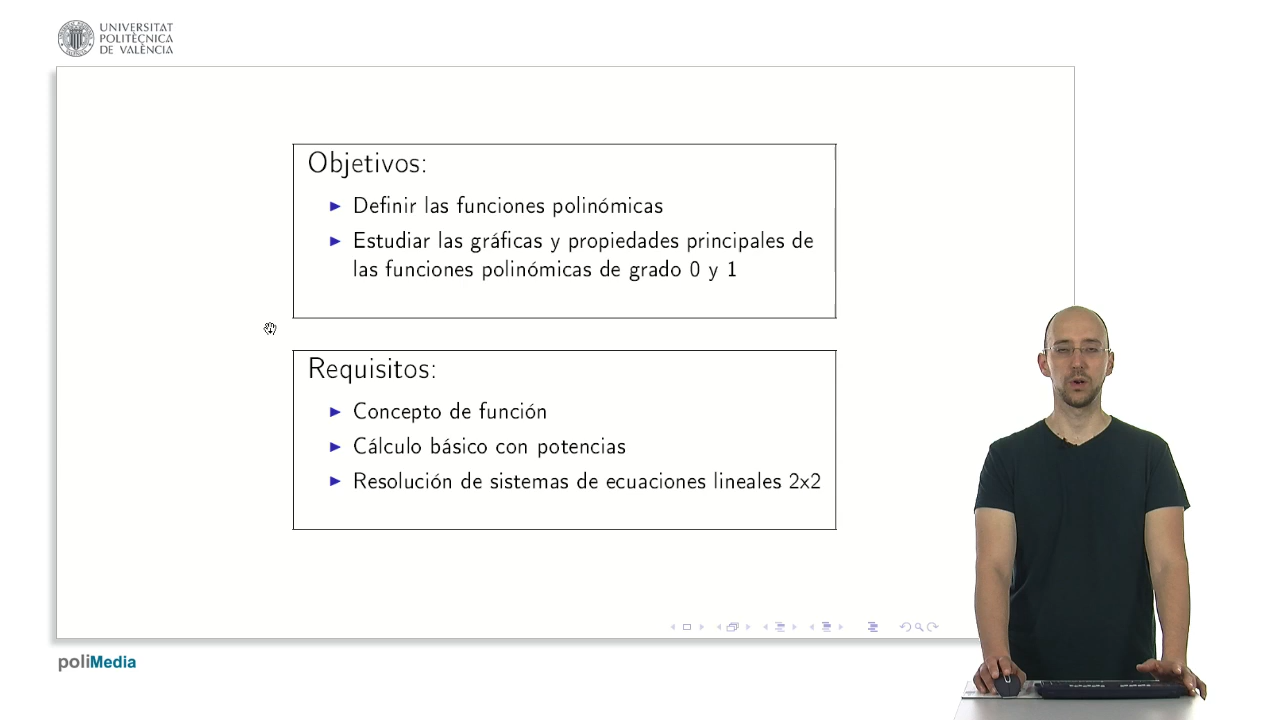 UNIVERSITAT
POLITÈCNICA
DE VALÈNCIA
Objetivos:
Definir las funciones polinómicas
Estudiar las gráficas y propiedades principales de
las funciones polinómicas de grado 0 y 1
Requisitos:
Concepto de función
Cálculo básico con potencias
Resolución de sistemas de ecuaciones lineales 2x2
poliMedia